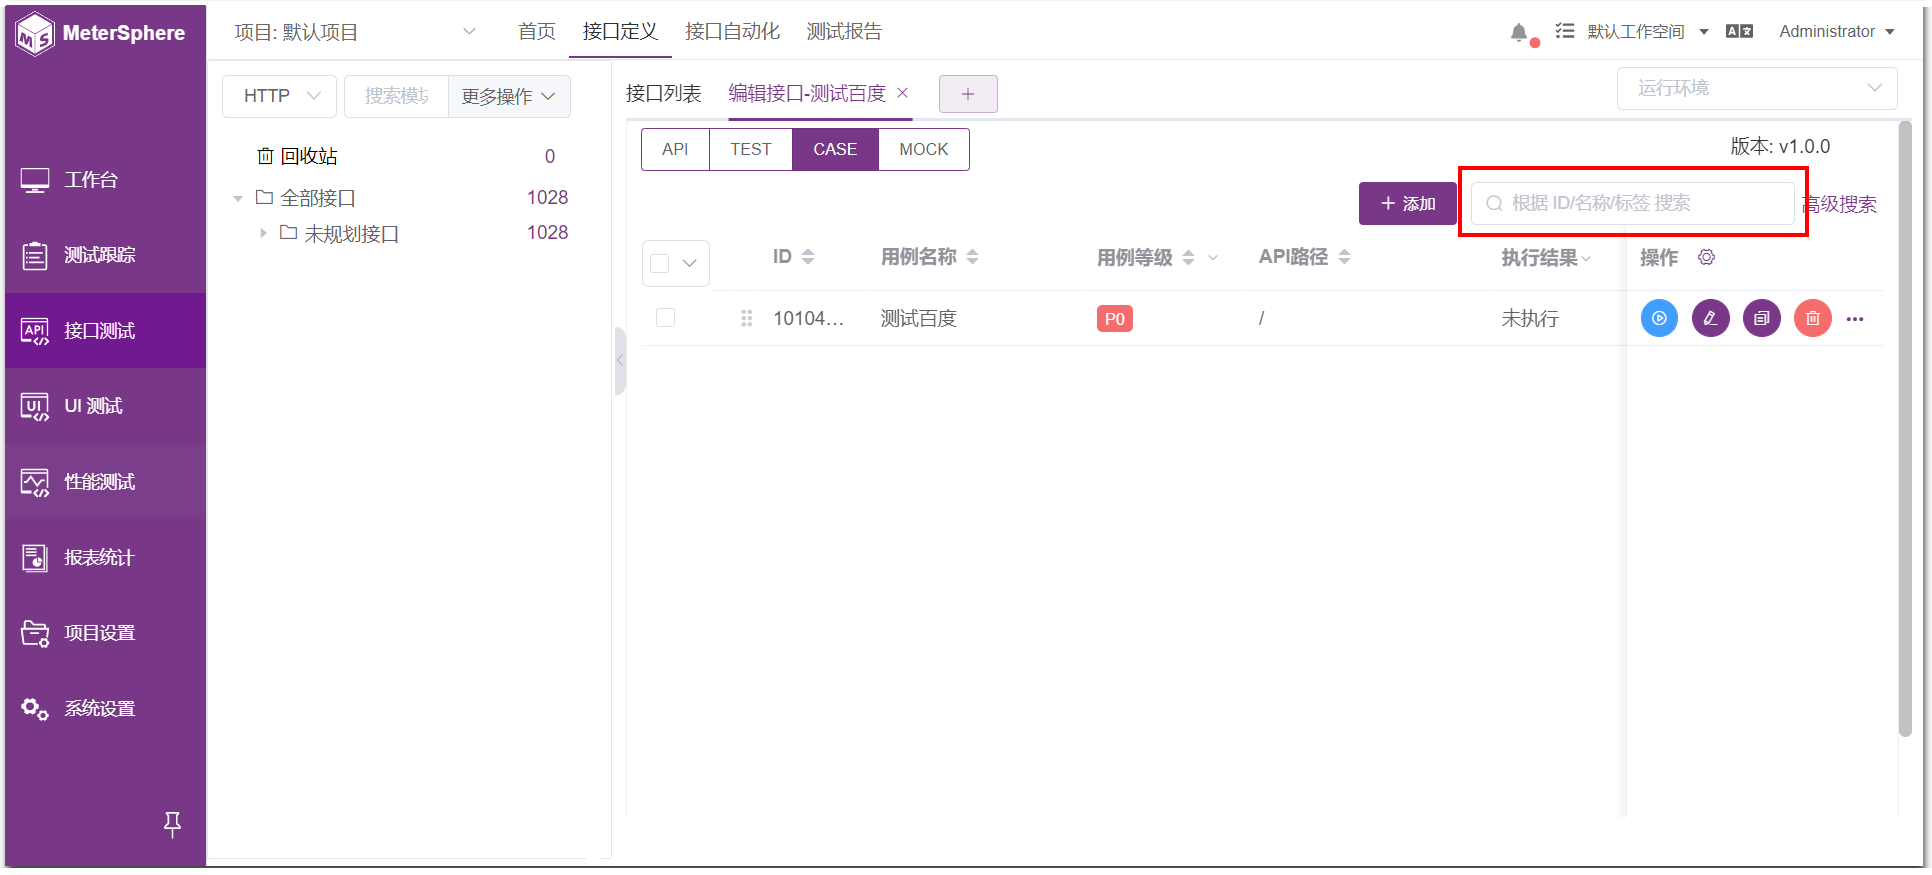 MeterSphere
项目: 默认项目
首页
接口定义
接口自动化
测试报告
默认工作空间
Administrator
工作台
测试跟踪
接口测试
UI 测试
性能测试
报表统计
项目设置
系统设置
HTTP
搜索模块
更多操作
回收站 0
全部接口 1028
未规划接口 1028
接口列表
编辑接口-测试百度
运行环境
API
TEST
CASE
MOCK
版本: v1.0.0
添加
根据 ID/名称/标签 搜索
高级搜索
ID
用例名称
用例等级
API路径
执行结果
操作
10104...
测试百度
P0
/
未执行